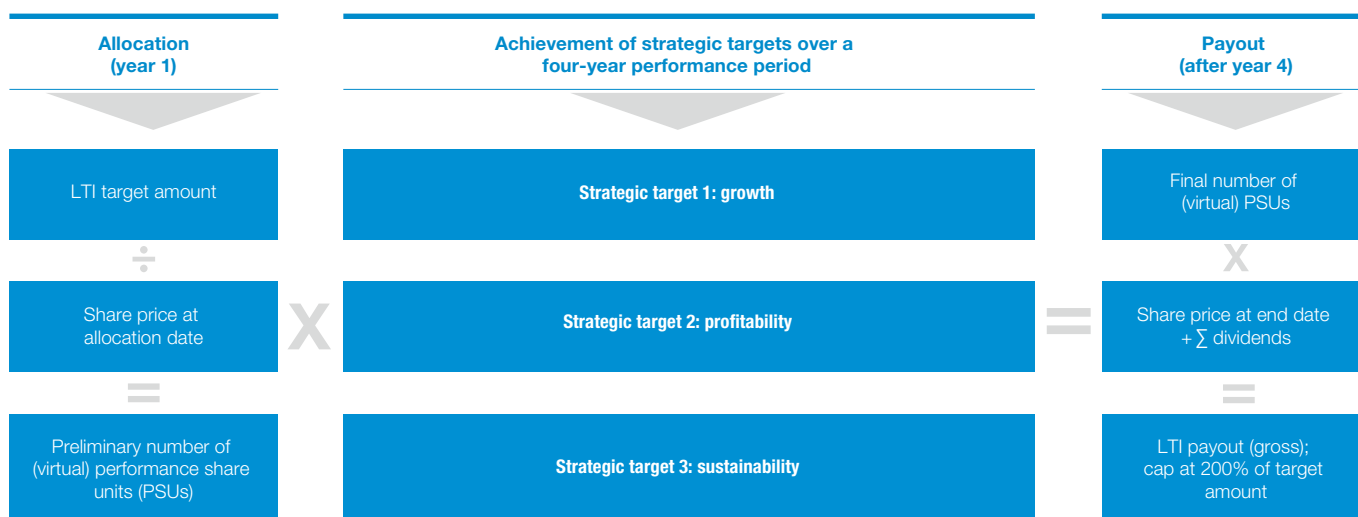 Allocation
(year 1)
Achievement of strategic targets over a
four-year performance period
Payout
(after year 4)
LTI target amount
÷
Share price at
allocation date
=
Preliminary number of
(virtual) performance share
units (PSUs)
X
Strategic target 1: growth
Strategic target 2: profitability
Strategic target 3: sustainability
=
Final number of
(virtual) PSUs
X
Share price at end date
+ ∑ dividends
=
LTI payout (gross);
cap at 200% of target
amount